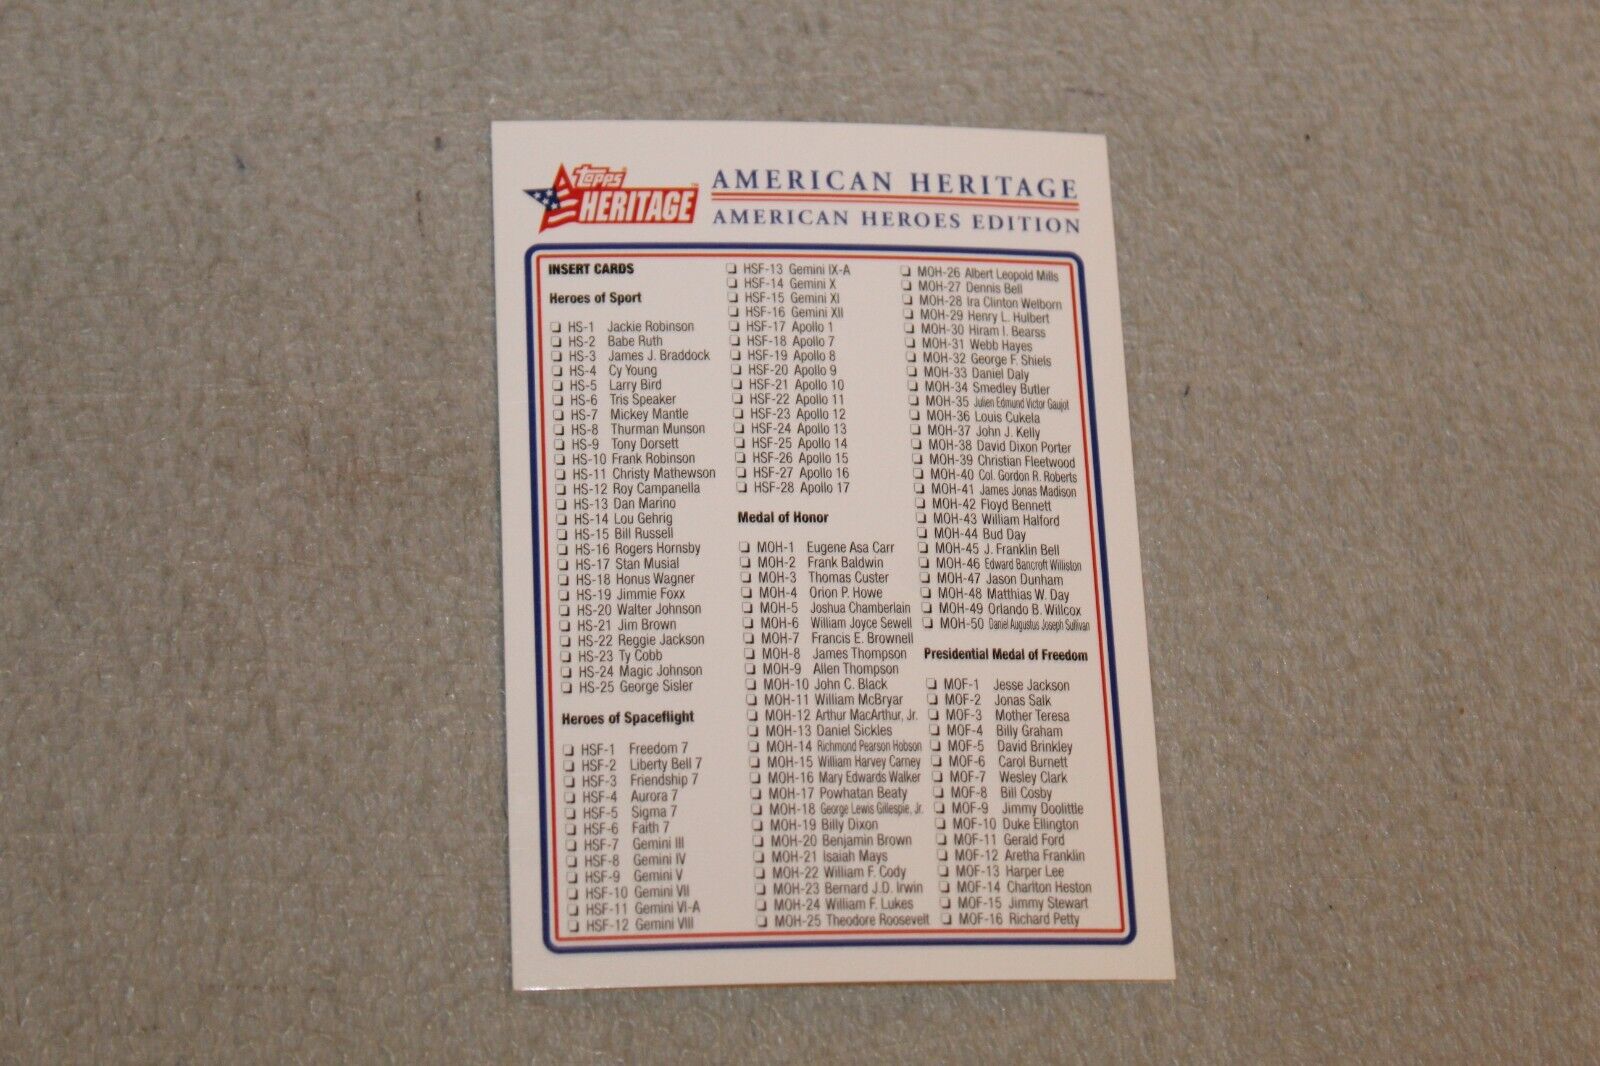 topps
HERITAGE™
AMERICAN HERITAGE
AMERICAN HEROES EDITION
INSERT CARDS
Heroes of Sport
HS-1 Jackie Robinson
HS-2 Babe Ruth
HS-3 James J. Braddock
HS-4 Cy Young
HS-5 Larry Bird
HS-6 Tris Speaker
HS-7 Mickey Mantle
HS-8 Thurman Munson
HS-9 Tony Dorsett
HS-10 Frank Robinson
HS-11 Christy Mathewson
HS-12 Roy Campanella
HS-13 Dan Marino
HS-14 Lou Gehrig
HS-15 Bill Russell
HS-16 Rogers Hornsby
HS-17 Stan Musial
HS-18 Honus Wagner
HS-19 Jimmie Foxx
HS-20 Walter Johnson
HS-21 Jim Brown
HS-22 Reggie Jackson
HS-23 Ty Cobb
HS-24 Magic Johnson
HS-25 George Sisler
Heroes of Spaceflight
HSF-1 Freedom 7
HSF-2 Liberty Bell 7
HSF-3 Friendship 7
HSF-4 Aurora 7
HSF-5 Sigma 7
HSF-6 Faith 7
HSF-7 Gemini III
HSF-8 Gemini IV
HSF-9 Gemini V
HSF-10 Gemini VII
HSF-11 Gemini VI-A
HSF-12 Gemini VIII
HSF-13 Gemini IX-A
HSF-14 Gemini X
HSF-15 Gemini XI
HSF-16 Gemini XII
HSF-17 Apollo 1
HSF-18 Apollo 7
HSF-19 Apollo 8
HSF-20 Apollo 9
HSF-21 Apollo 10
HSF-22 Apollo 11
HSF-23 Apollo 12
HSF-24 Apollo 13
HSF-25 Apollo 14
HSF-26 Apollo 15
HSF-27 Apollo 16
HSF-28 Apollo 17
Medal of Honor
MOH-1 Eugene Asa Carr
MOH-2 Frank Baldwin
MOH-3 Thomas Custer
MOH-4 Orion P. Howe
MOH-5 Joshua Chamberlain
MOH-6 William Joyce Sewell
MOH-7 Francis E. Brownell
MOH-8 James Thompson
MOH-9 Allen Thompson
MOH-10 John C. Black
MOH-11 William McBryar
MOH-12 Arthur MacArthur, Jr.
MOH-13 Daniel Sickles
MOH-14 Richmond Pearson Hobson
MOH-15 William Harvey Carney
MOH-16 Mary Edwards Walker
MOH-17 Powhatan Beaty
MOH-18 George Lewis Gillespie, Jr.
MOH-19 Billy Dixon
MOH-20 Benjamin Brown
MOH-21 Isaiah Mays
MOH-22 William F. Cody
MOH-23 Bernard J.D. Irwin
MOH-24 William F. Lukes
MOH-25 Theodore Roosevelt
MOH-26 Albert Leopold Mills
MOH-27 Dennis Bell
MOH-28 Ira Clinton Welborn
MOH-29 Henry L. Hulbert
MOH-30 Hiram I. Bearss
MOH-31 Webb Hayes
MOH-32 George F. Shiels
MOH-33 Daniel Daly
MOH-34 Smedley Butler
MOH-35 Julien Edmund Victor Gaujot
MOH-36 Louis Cukela
MOH-37 John J. Kelly
MOH-38 David Dixon Porter
MOH-39 Christian Fleetwood
MOH-40 Col. Gordon R. Roberts
MOH-41 James Jonas Madison
MOH-42 Floyd Bennett
MOH-43 William Halford
MOH-44 Bud Day
MOH-45 J. Franklin Bell
MOH-46 Edward Bancroft Williston
MOH-47 Jason Dunham
MOH-48 Matthias W. Day
MOH-49 Orlando B. Willcox
MOH-50 Daniel Augustus Joseph Sullivan
Presidential Medal of Freedom
MOF-1 Jesse Jackson
MOF-2 Jonas Salk
MOF-3 Mother Teresa
MOF-4 Billy Graham
MOF-5 David Brinkley
MOF-6 Carol Burnett
MOF-7 Wesley Clark
MOF-8 Bill Cosby
MOF-9 Jimmy Doolittle
MOF-10 Duke Ellington
MOF-11 Gerald Ford
MOF-12 Aretha Franklin
MOF-13 Harper Lee
MOF-14 Charlton Heston
MOF-15 Jimmy Stewart
MOF-16 Richard Petty